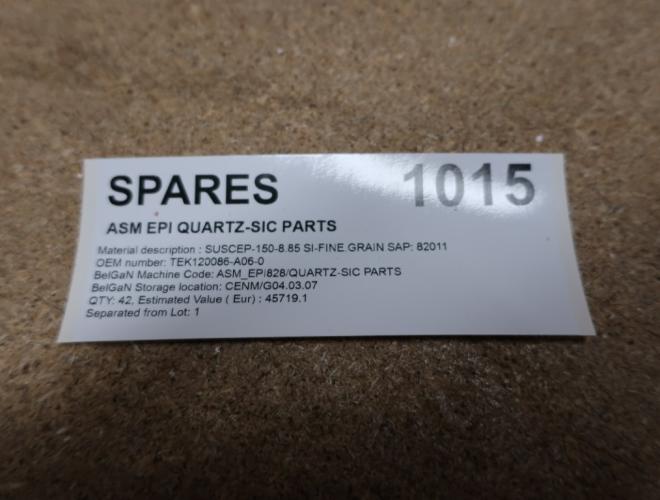 SPARES 1015
ASM EPI QUARTZ-SIC PARTS
Material description : SUSCEP-150-8.85 SI-FINE GRAIN SAP: 82011
OEM number: TEK120086-A06-0
BelGaN Machine Code: ASM_EPI828/QUARTZ-SIC PARTS
BelGaN Storage location: CENM/G04.03.07
QTY: 42, Estimated Value ( Eur) : 45719.1
Separated from Lot: 1